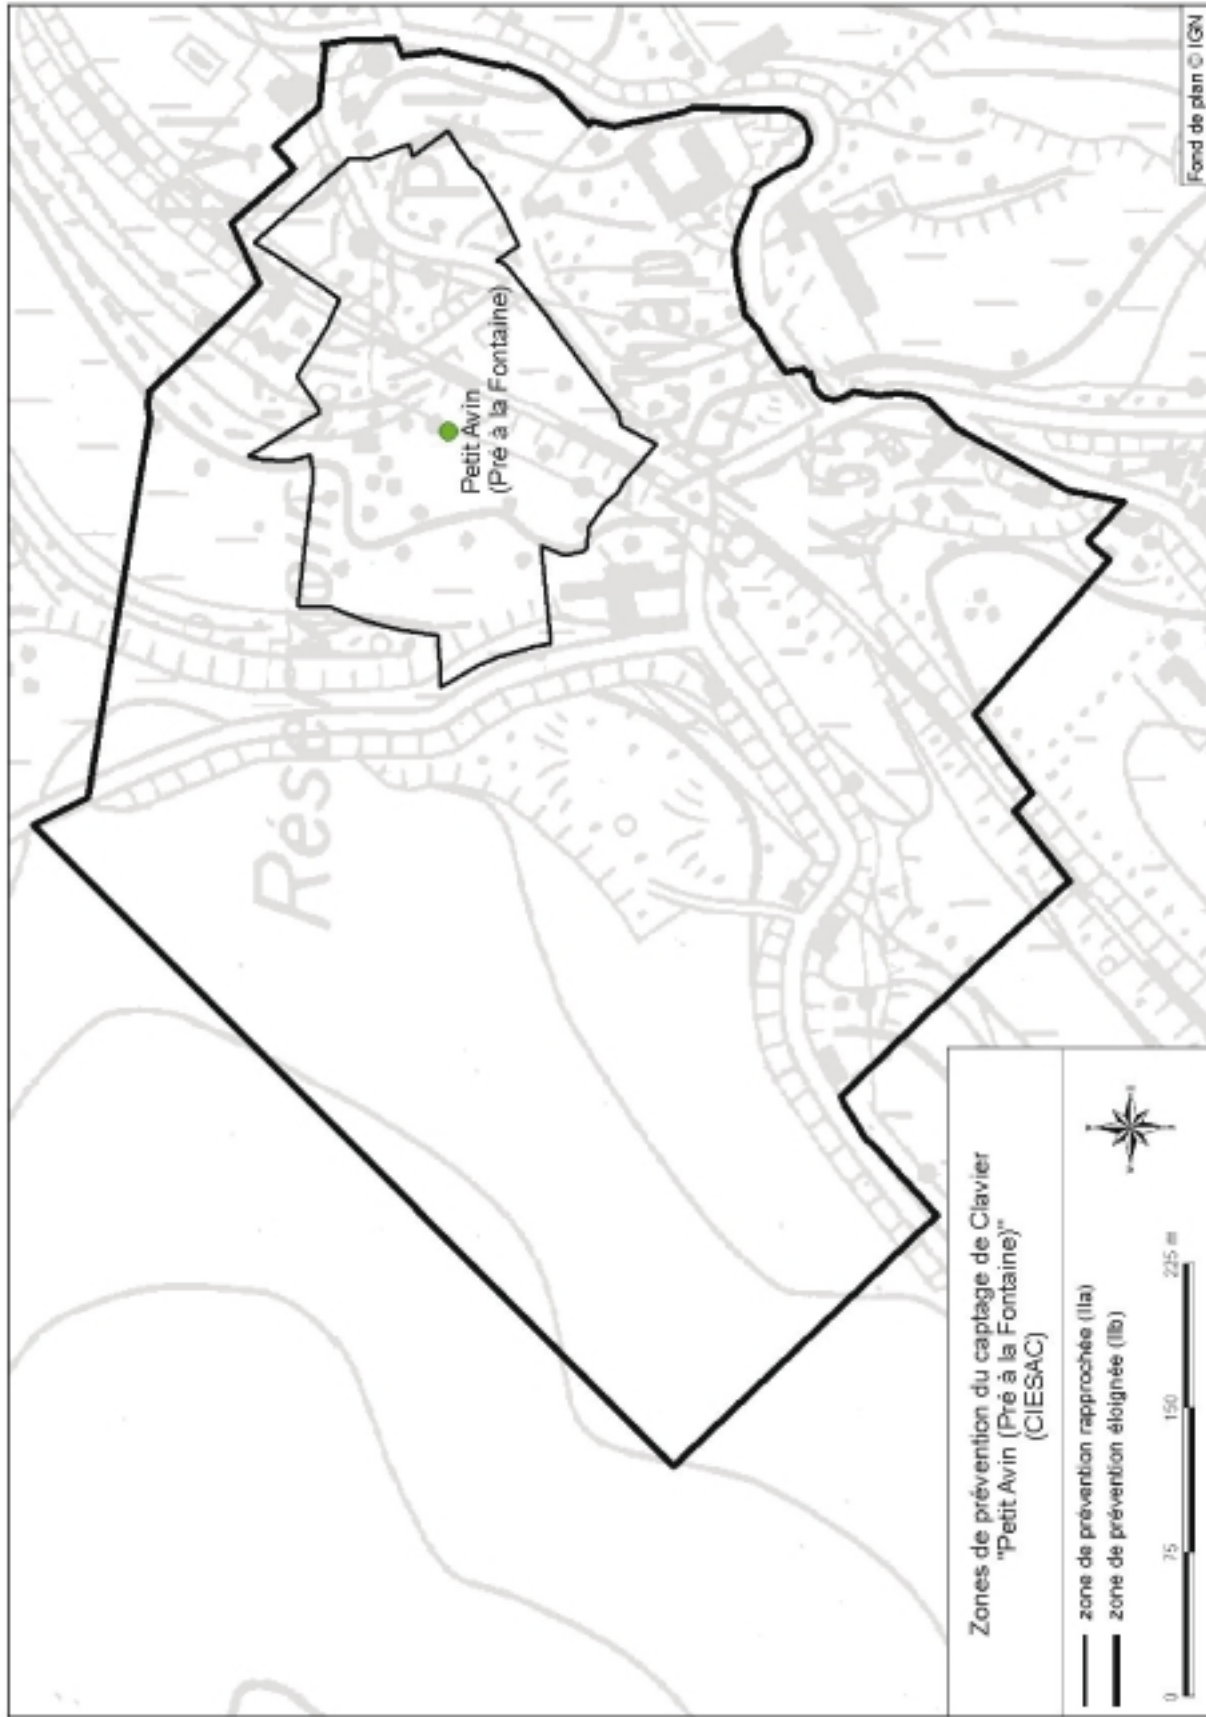 Fond de plan © IGN
Petit Avin
(Pré à la Fontaine)
Zones de prévention du captage de Clavier
"Petit Avin (Pré à la Fontaine)"
(CIESAC)
zone de prévention rapprochée (IIa)
zone de prévention éloignée (IIb)
0 75 150 225 m